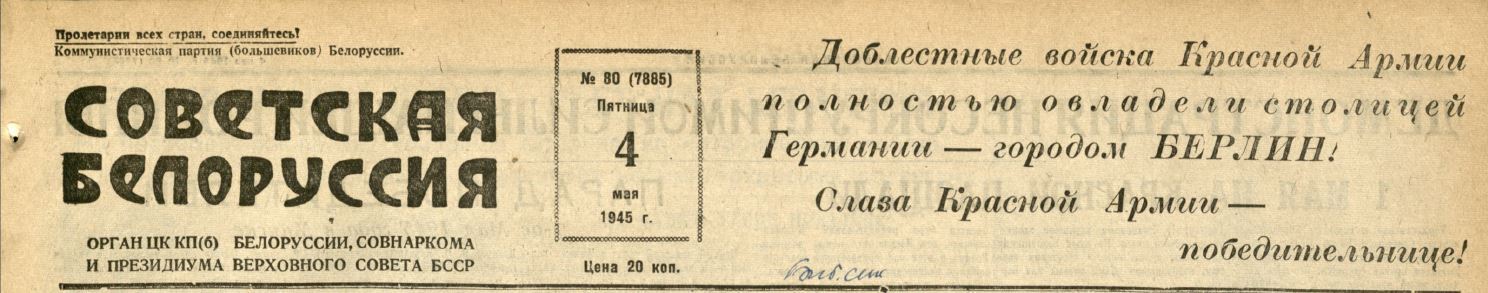 Пролетарии всех стран, соединяйтесь!
Коммунистическая партия (большевиков) Белоруссии.
СОВЕТСКАЯ
БЕЛОРУССИЯ
ОРГАН ЦК КП(б) БЕЛОРУССИИ, СОВНАРКОМА
И ПРЕЗИДИУМА ВЕРХОВНОГО СОВЕТА БССР
№ 80 (7885)
Пятница
4
мая
1945 г.
Цена 20 коп.
Доблестные войска Красной Армии
полностью овладели столицей
Германии — городом БЕРЛИН!
Слава Красной Армии —
победительнице!